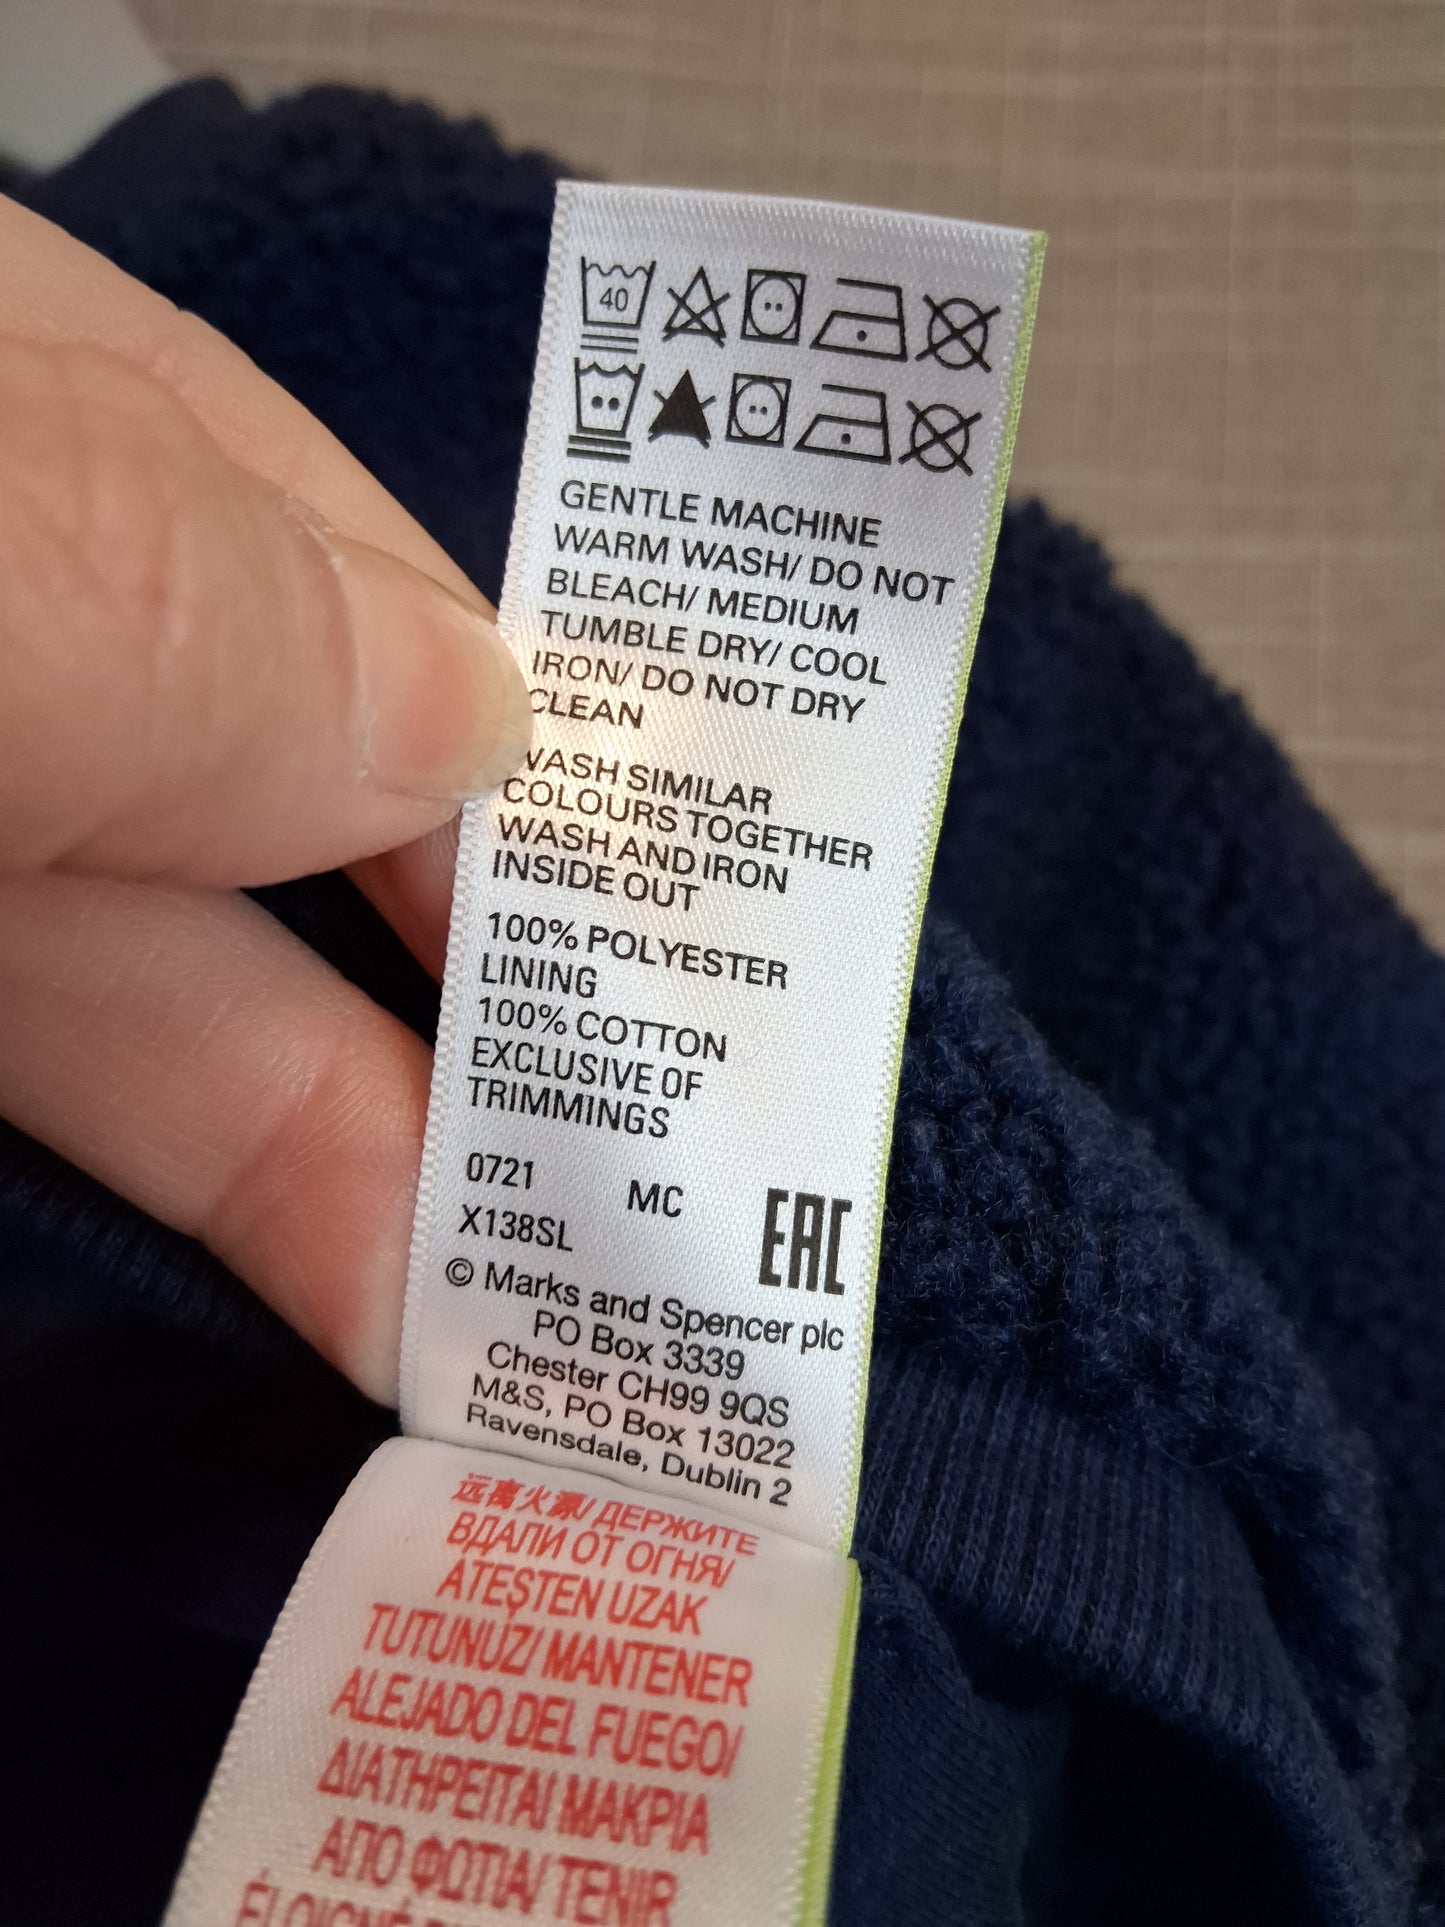 40
GENTLE MACHINE
WARM WASH/ DO NOT
BLEACH/ MEDIUM
TUMBLE DRY/ COOL
IRON/ DO NOT DRY
CLEAN
WASH SIMILAR
COLOURS TOGETHER
WASH AND IRON
INSIDE OUT
100% POLYESTER
LINING
100% COTTON
EXCLUSIVE OF
TRIMMINGS
0721 MC
X138SL EAC
© Marks and Spencer plc
PO Box 3339
Chester CH99 9QS
M&S, PO Box 13022
Ravensdale, Dublin 2
远离火源/ ДЕРЖИТЕ
ВДАЛИ ОТ ОГНЯ/
ATEŞTEN UZAK
TUTUNUZ/ MANTENER
ALEJADO DEL FUEGO/
ΔΙΑΤΗΡΕΙΤΑΙ ΜΑΚΡΙΑ
ΑΠΟ ΦΩΤΙΑ/ TENIR